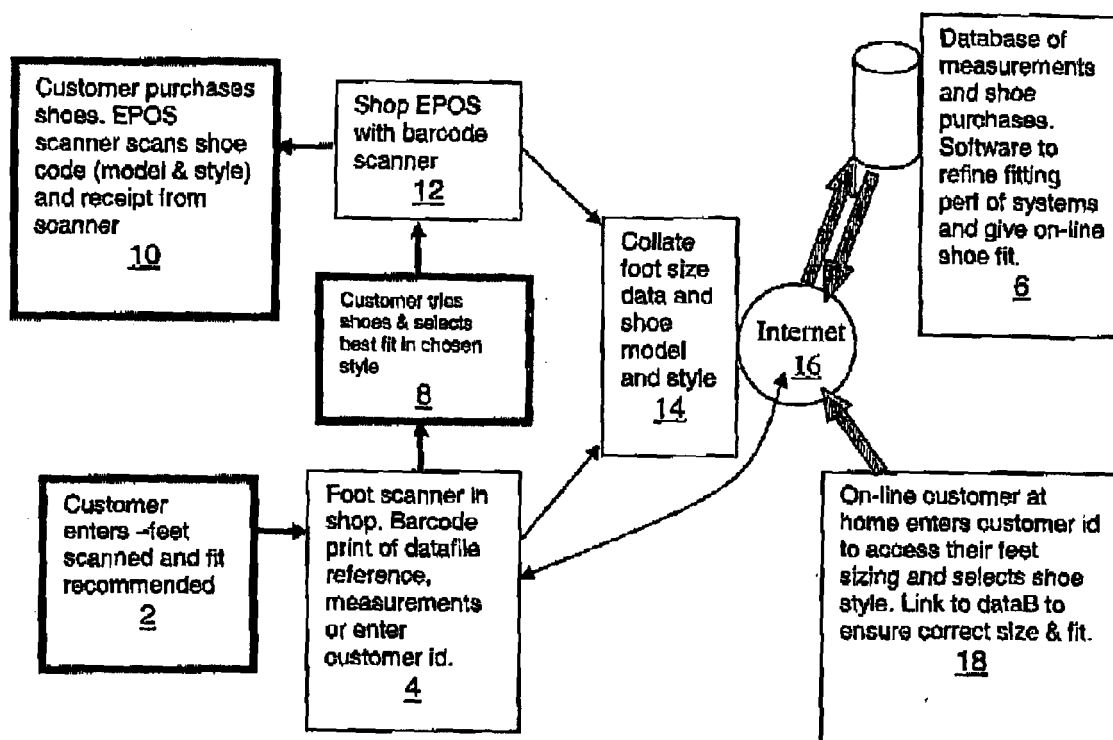 Customer purchases
shoes. EPOS
scanner scans shoe
code (model & style)
and receipt from
scanner
10
Shop EPOS
with barcode
scanner
12
Database of
measurements
and shoe
purchases.
Software to
refine fitting
perf of systems
and give on-line
shoe fit.
6
Customer tries
shoes & selects
best fit in chosen
style
8
Collate
foot size
data and
shoe
model
and style
14
Internet
16
Customer
enters -feet
scanned and fit
recommended
2
Foot scanner in
shop. Barcode
print of datafile
reference,
measurements
or enter
customer id.
4
On-line customer at
home enters customer id
to access their feet
sizing and selects shoe
style. Link to dataB to
ensure correct size & fit.
18